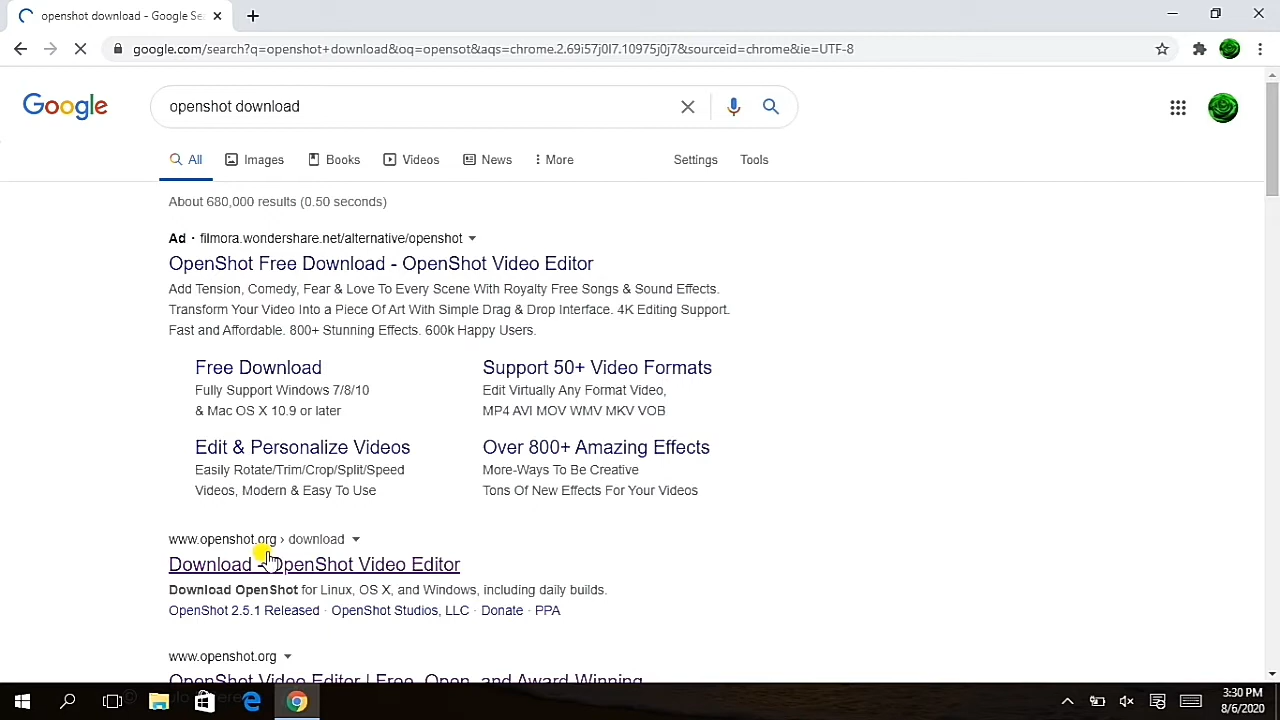 openshot download - Google Se
google.com/search?q=openshot+download&oq=opensot&aqs=chrome.2.69i57j0l7.10975j0j7&sourceid=chrome&ie=UTF-8
Google
openshot download
All Images Books Videos News More Settings Tools
About 680,000 results (0.50 seconds)
Ad · filmora.wondershare.net/alternative/openshot
OpenShot Free Download - OpenShot Video Editor
Add Tension, Comedy, Fear & Love To Every Scene With Royalty Free Songs & Sound Effects.
Transform Your Video Into a Piece Of Art With Simple Drag & Drop Interface. 4K Editing Support.
Fast and Affordable. 800+ Stunning Effects. 600k Happy Users.
Free Download
Fully Support Windows 7/8/10
& Mac OS X 10.9 or later
Support 50+ Video Formats
Edit Virtually Any Format Video,
MP4 AVI MOV WMV MKV VOB
Edit & Personalize Videos
Easily Rotate/Trim/Crop/Split/Speed
Videos, Modern & Easy To Use
Over 800+ Amazing Effects
More-Ways To Be Creative
Tons Of New Effects For Your Videos
www.openshot.org › download
Download - OpenShot Video Editor
Download OpenShot for Linux, OS X, and Windows, including daily builds.
OpenShot 2.5.1 Released · OpenShot Studios, LLC · Donate · PPA
www.openshot.org
OpenShot Video Editor | Free, Open, and Award-Winning
3:30 PM
8/6/2020